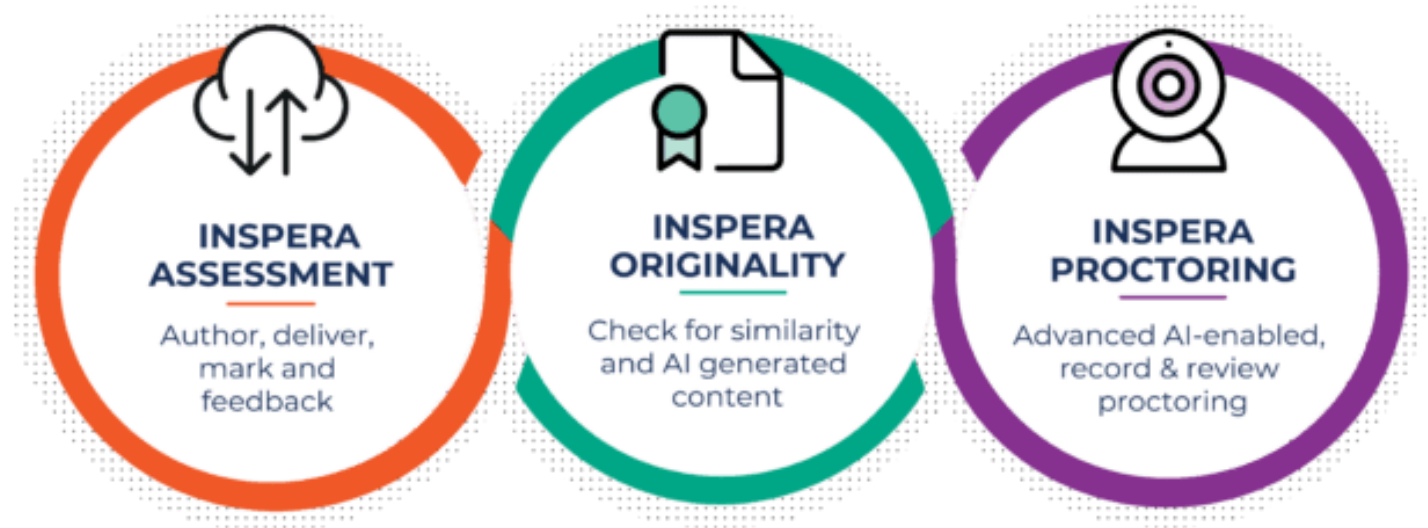 INSPERA
ASSESSMENT
Author, deliver,
mark and
feedback
INSPERA
ORIGINALITY
Check for similarity
and AI generated
content
INSPERA
PROCTORING
Advanced AI-enabled,
record & review
proctoring